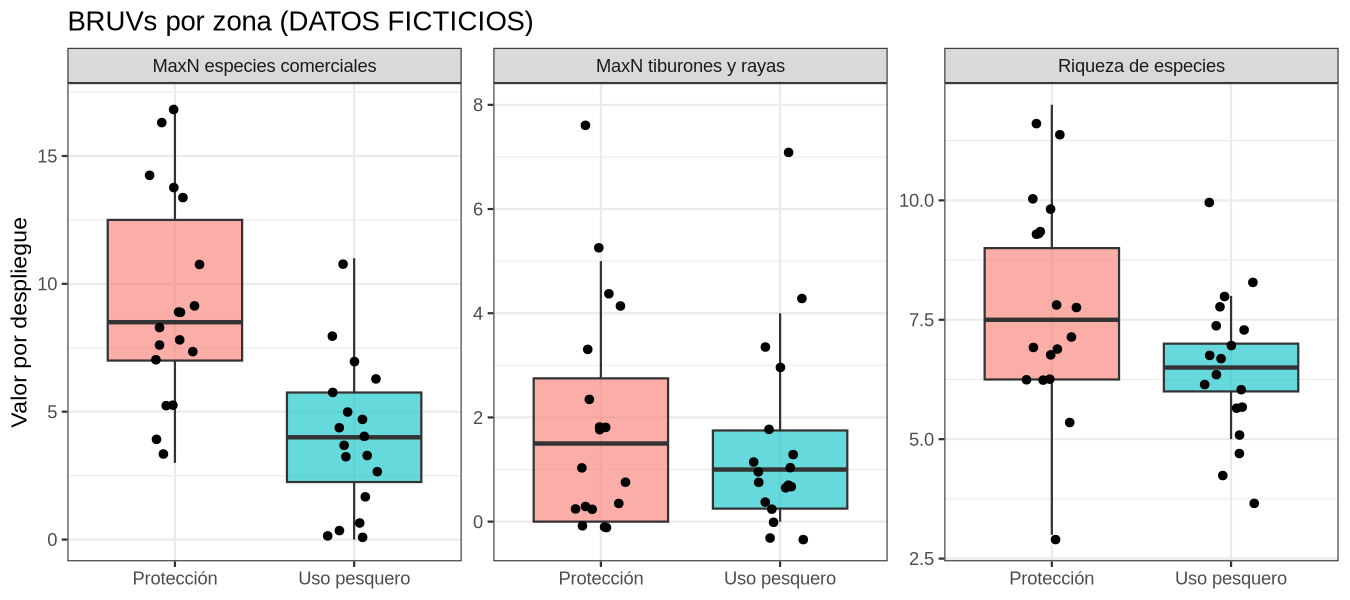 BRUVs por zona (DATOS FICTICIOS)
MaxN especies comerciales
MaxN tiburones y rayas
Riqueza de especies
Valor por despliegue
15
10
5
0
8
6
4
2
0
10.0
7.5
5.0
2.5
Protección
Uso pesquero
Protección
Uso pesquero
Protección
Uso pesquero